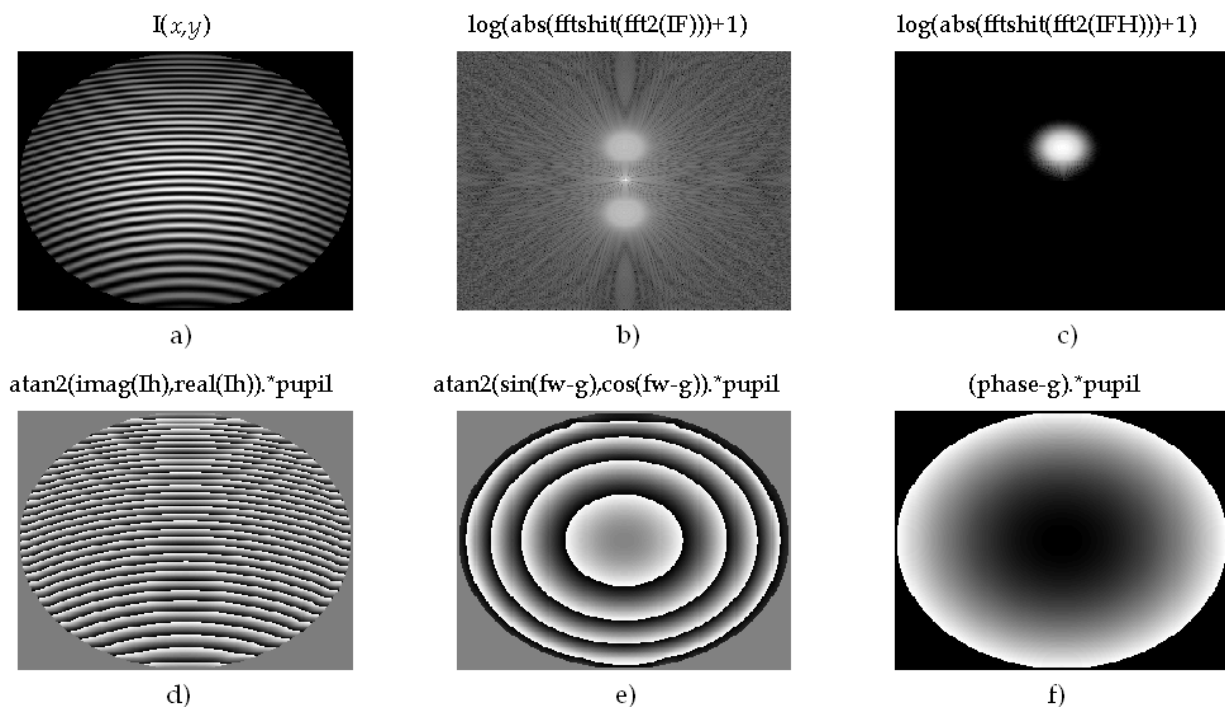 I(x,y)
log(abs(fftshit(fft2(IF)))+1)
log(abs(fftshit(fft2(IFH)))+1)
a)
b)
c)
atan2(imag(Ih),real(Ih)).*pupil
atan2(sin(fw-g),cos(fw-g)).*pupil
(phase-g).*pupil
d)
e)
f)